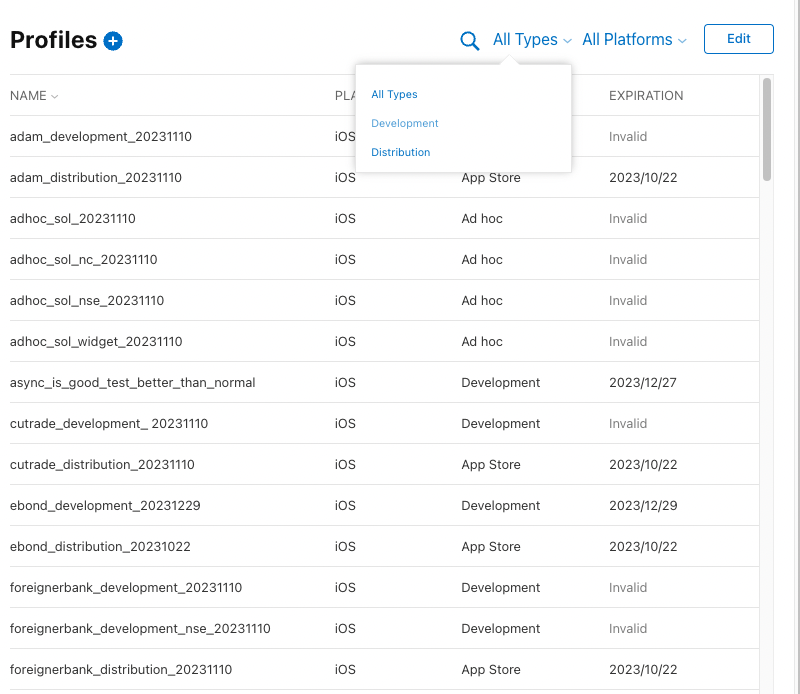 Profiles
All Types All Platforms Edit
All Types
Development
Distribution
NAME EXPIRATION
adam_development_20231110 iOS Invalid
adam_distribution_20231110 iOS App Store 2023/10/22
adhoc_sol_20231110 iOS Ad hoc Invalid
adhoc_sol_nc_20231110 iOS Ad hoc Invalid
adhoc_sol_nse_20231110 iOS Ad hoc Invalid
adhoc_sol_widget_20231110 iOS Ad hoc Invalid
async_is_good_test_better_than_normal iOS Development 2023/12/27
cutrade_development_ 20231110 iOS Development Invalid
cutrade_distribution_20231110 iOS App Store 2023/10/22
ebond_development_20231229 iOS Development 2023/12/29
ebond_distribution_20231022 iOS App Store 2023/10/22
foreignerbank_development_20231110 iOS Development Invalid
foreignerbank_development_nse_20231110 iOS Development Invalid
foreignerbank_distribution_20231110 iOS App Store 2023/10/22